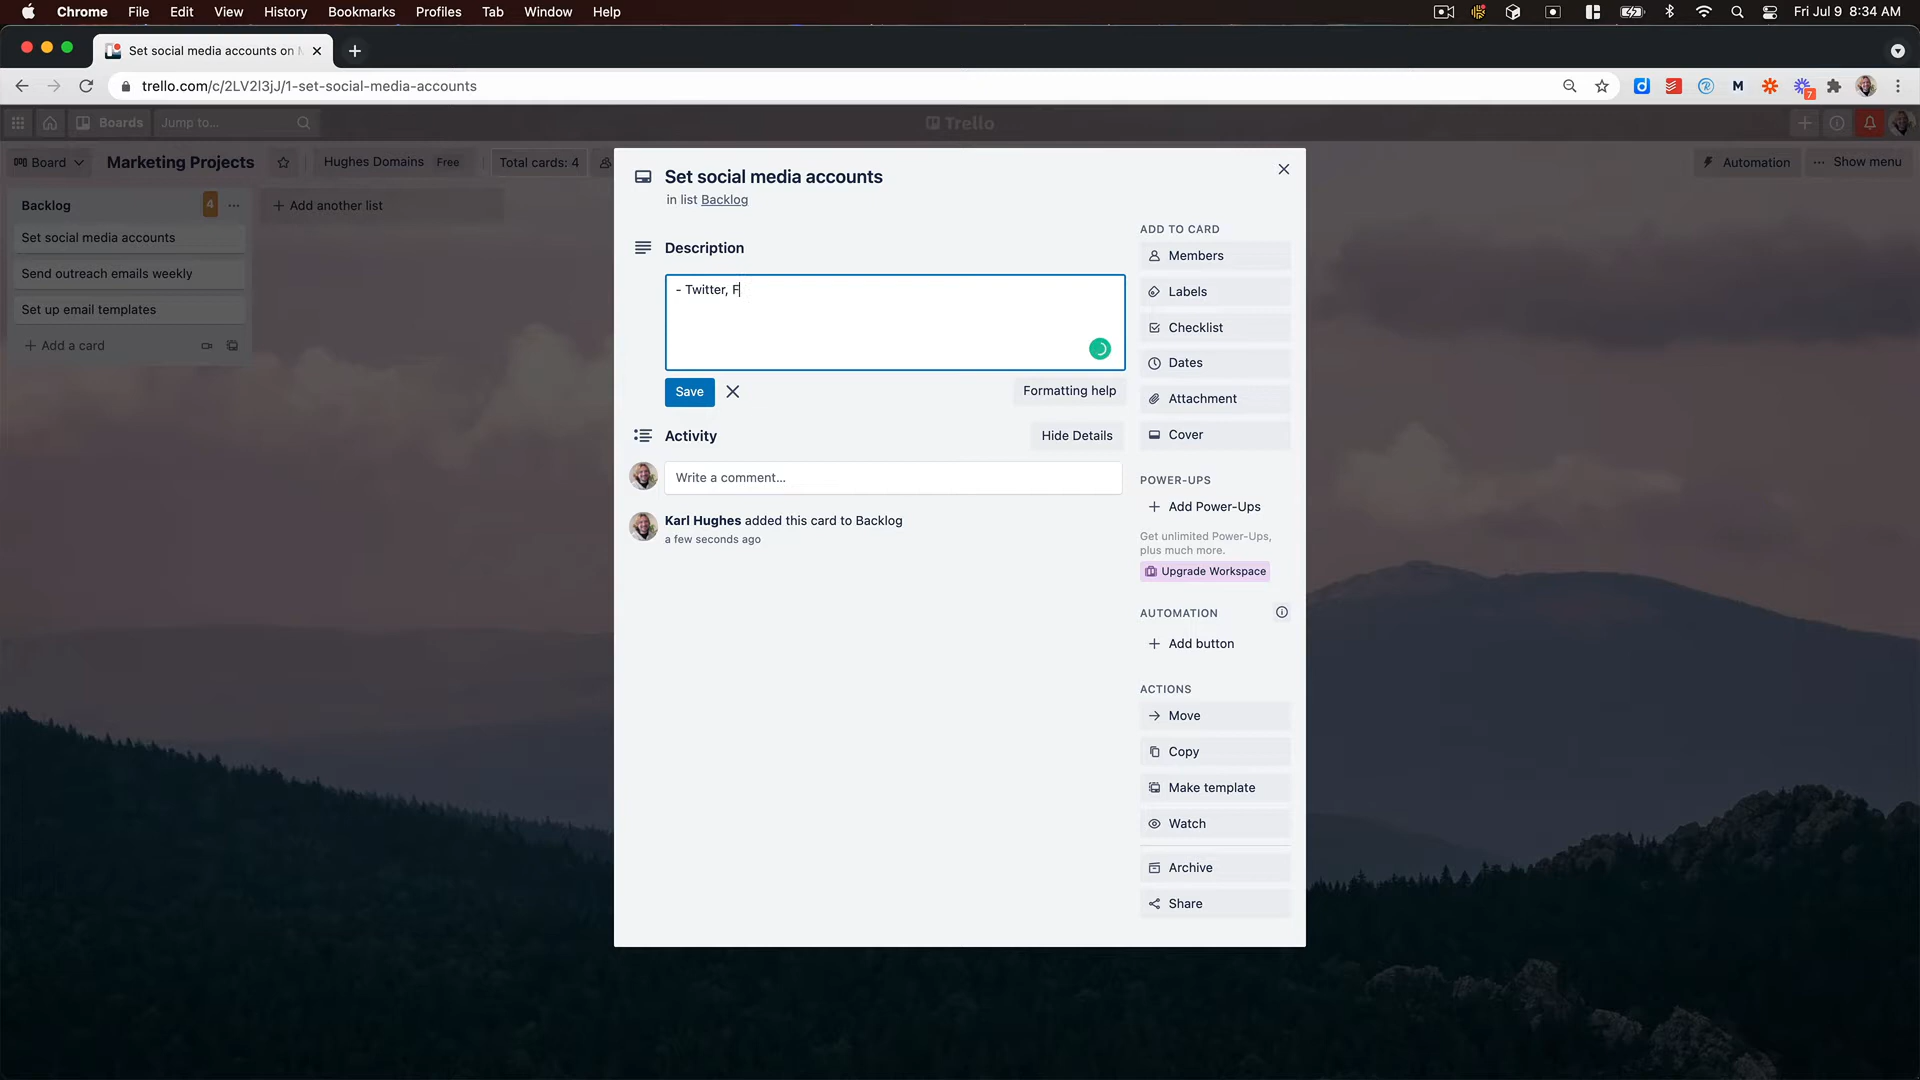 Chrome File Edit View History Bookmarks Profiles Tab Window Help Fri Jul 9 8:34 AM
Set social media accounts on
trello.com/c/2LV2I3jJ/1-set-social-media-accounts
7
Boards Jump to... Trello
Board Marketing Projects Hughes Domains Free Total cards: 4 Automation Show menu
Backlog 4 ...
+ Add another list
Set social media accounts
Send outreach emails weekly
Set up email templates
+ Add a card
Set social media accounts
in list Backlog
Description
- Twitter, F
Save Formatting help
Activity Hide Details
Write a comment...
Karl Hughes added this card to Backlog
a few seconds ago
ADD TO CARD
Members
Labels
Checklist
Dates
Attachment
Cover
POWER-UPS
+ Add Power-Ups
Get unlimited Power-Ups,
plus much more.
Upgrade Workspace
AUTOMATION
+ Add button
ACTIONS
Move
Copy
Make template
Watch
Archive
Share